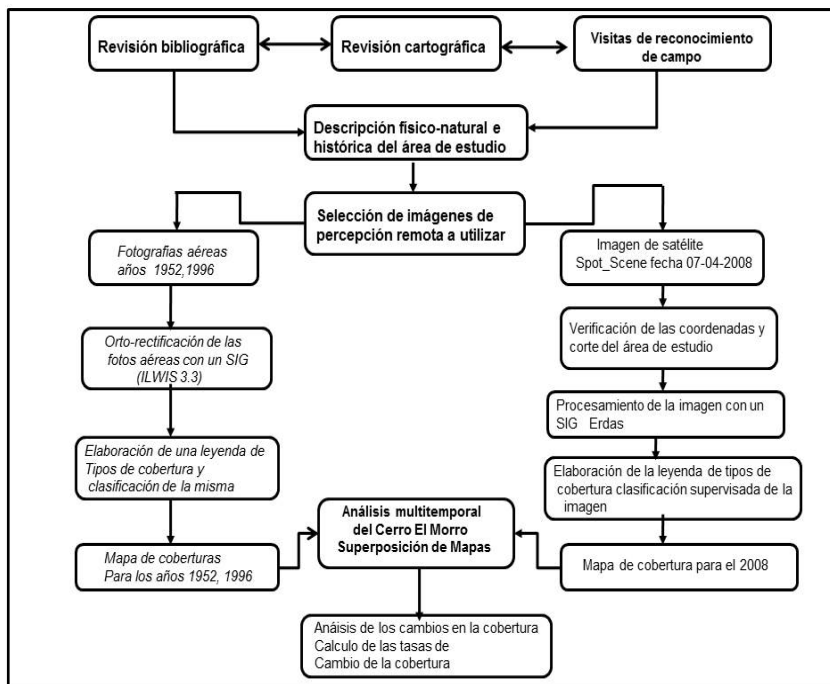 Revisión bibliográfica
Revisión cartográfica
Visitas de reconocimiento
de campo
Descripción físico-natural e
histórica del área de estudio
Selección de imágenes de
percepción remota a utilizar
Fotografias aéreas
años 1952,1996
Imagen de satélite
Spot_Scene fecha 07-04-2008
Orto-rectificación de las
fotos aéreas con un SIG
(ILWIS 3.3)
Verificación de las coordenadas y
corte del área de estudio
Procesamiento de la imagen con un
SIG Erdas
Elaboración de una leyenda de
Tipos de cobertura y
clasificación de la misma
Elaboración de la leyenda de tipos de
cobertura clasificación supervisada de la
imagen
Análisis multitemporal
del Cerro El Morro
Superposición de Mapas
Mapa de coberturas
Para los años 1952, 1996
Mapa de cobertura para el 2008
Anáisis de los cambios en la cobertura
Calculo de las tasas de
Cambio de la cobertura